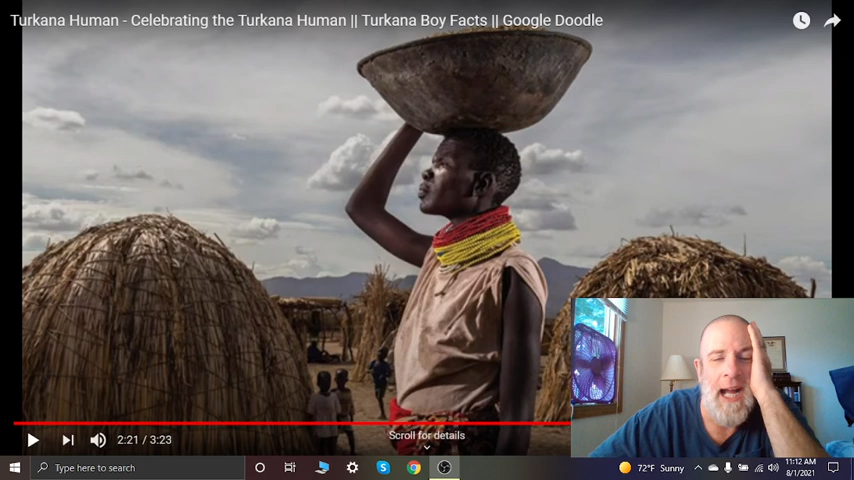 Turkana Human - Celebrating the Turkana Human || Turkana Boy Facts || Google Doodle
2:21 / 3:23
Scroll for details
Type here to search
72°F Sunny
11:12 AM
8/1/2021